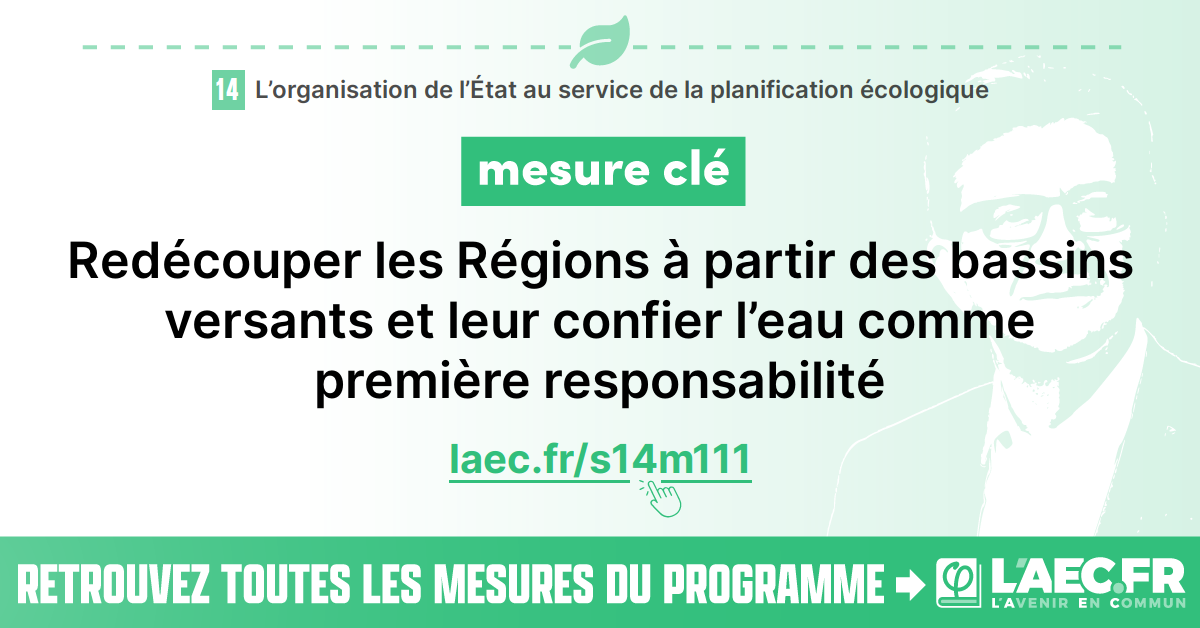 14 L’organisation de l’État au service de la planification écologique
mesure clé
Redécouper les Régions à partir des bassins
versants et leur confier l’eau comme
première responsabilité
laec.fr/s14m111
RETROUVEZ TOUTES LES MESURES DU PROGRAMME φ L'AEC.FR
L'AVENIR EN COMMUN